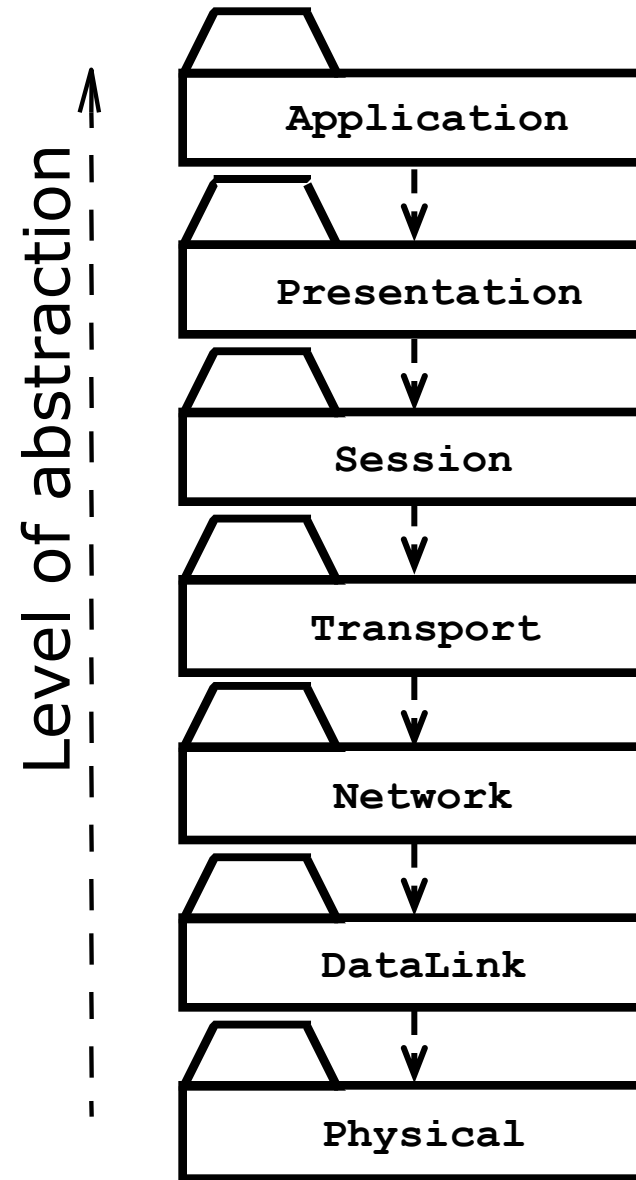 Level of abstraction
Application
Presentation
Session
Transport
Network
DataLink
Physical